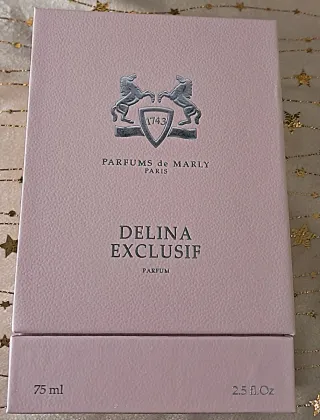 1743
PARFUMS de MARLY
PARIS
DELINA
EXCLUSIF
PARFUM
75 ml
2.5 fl.Oz